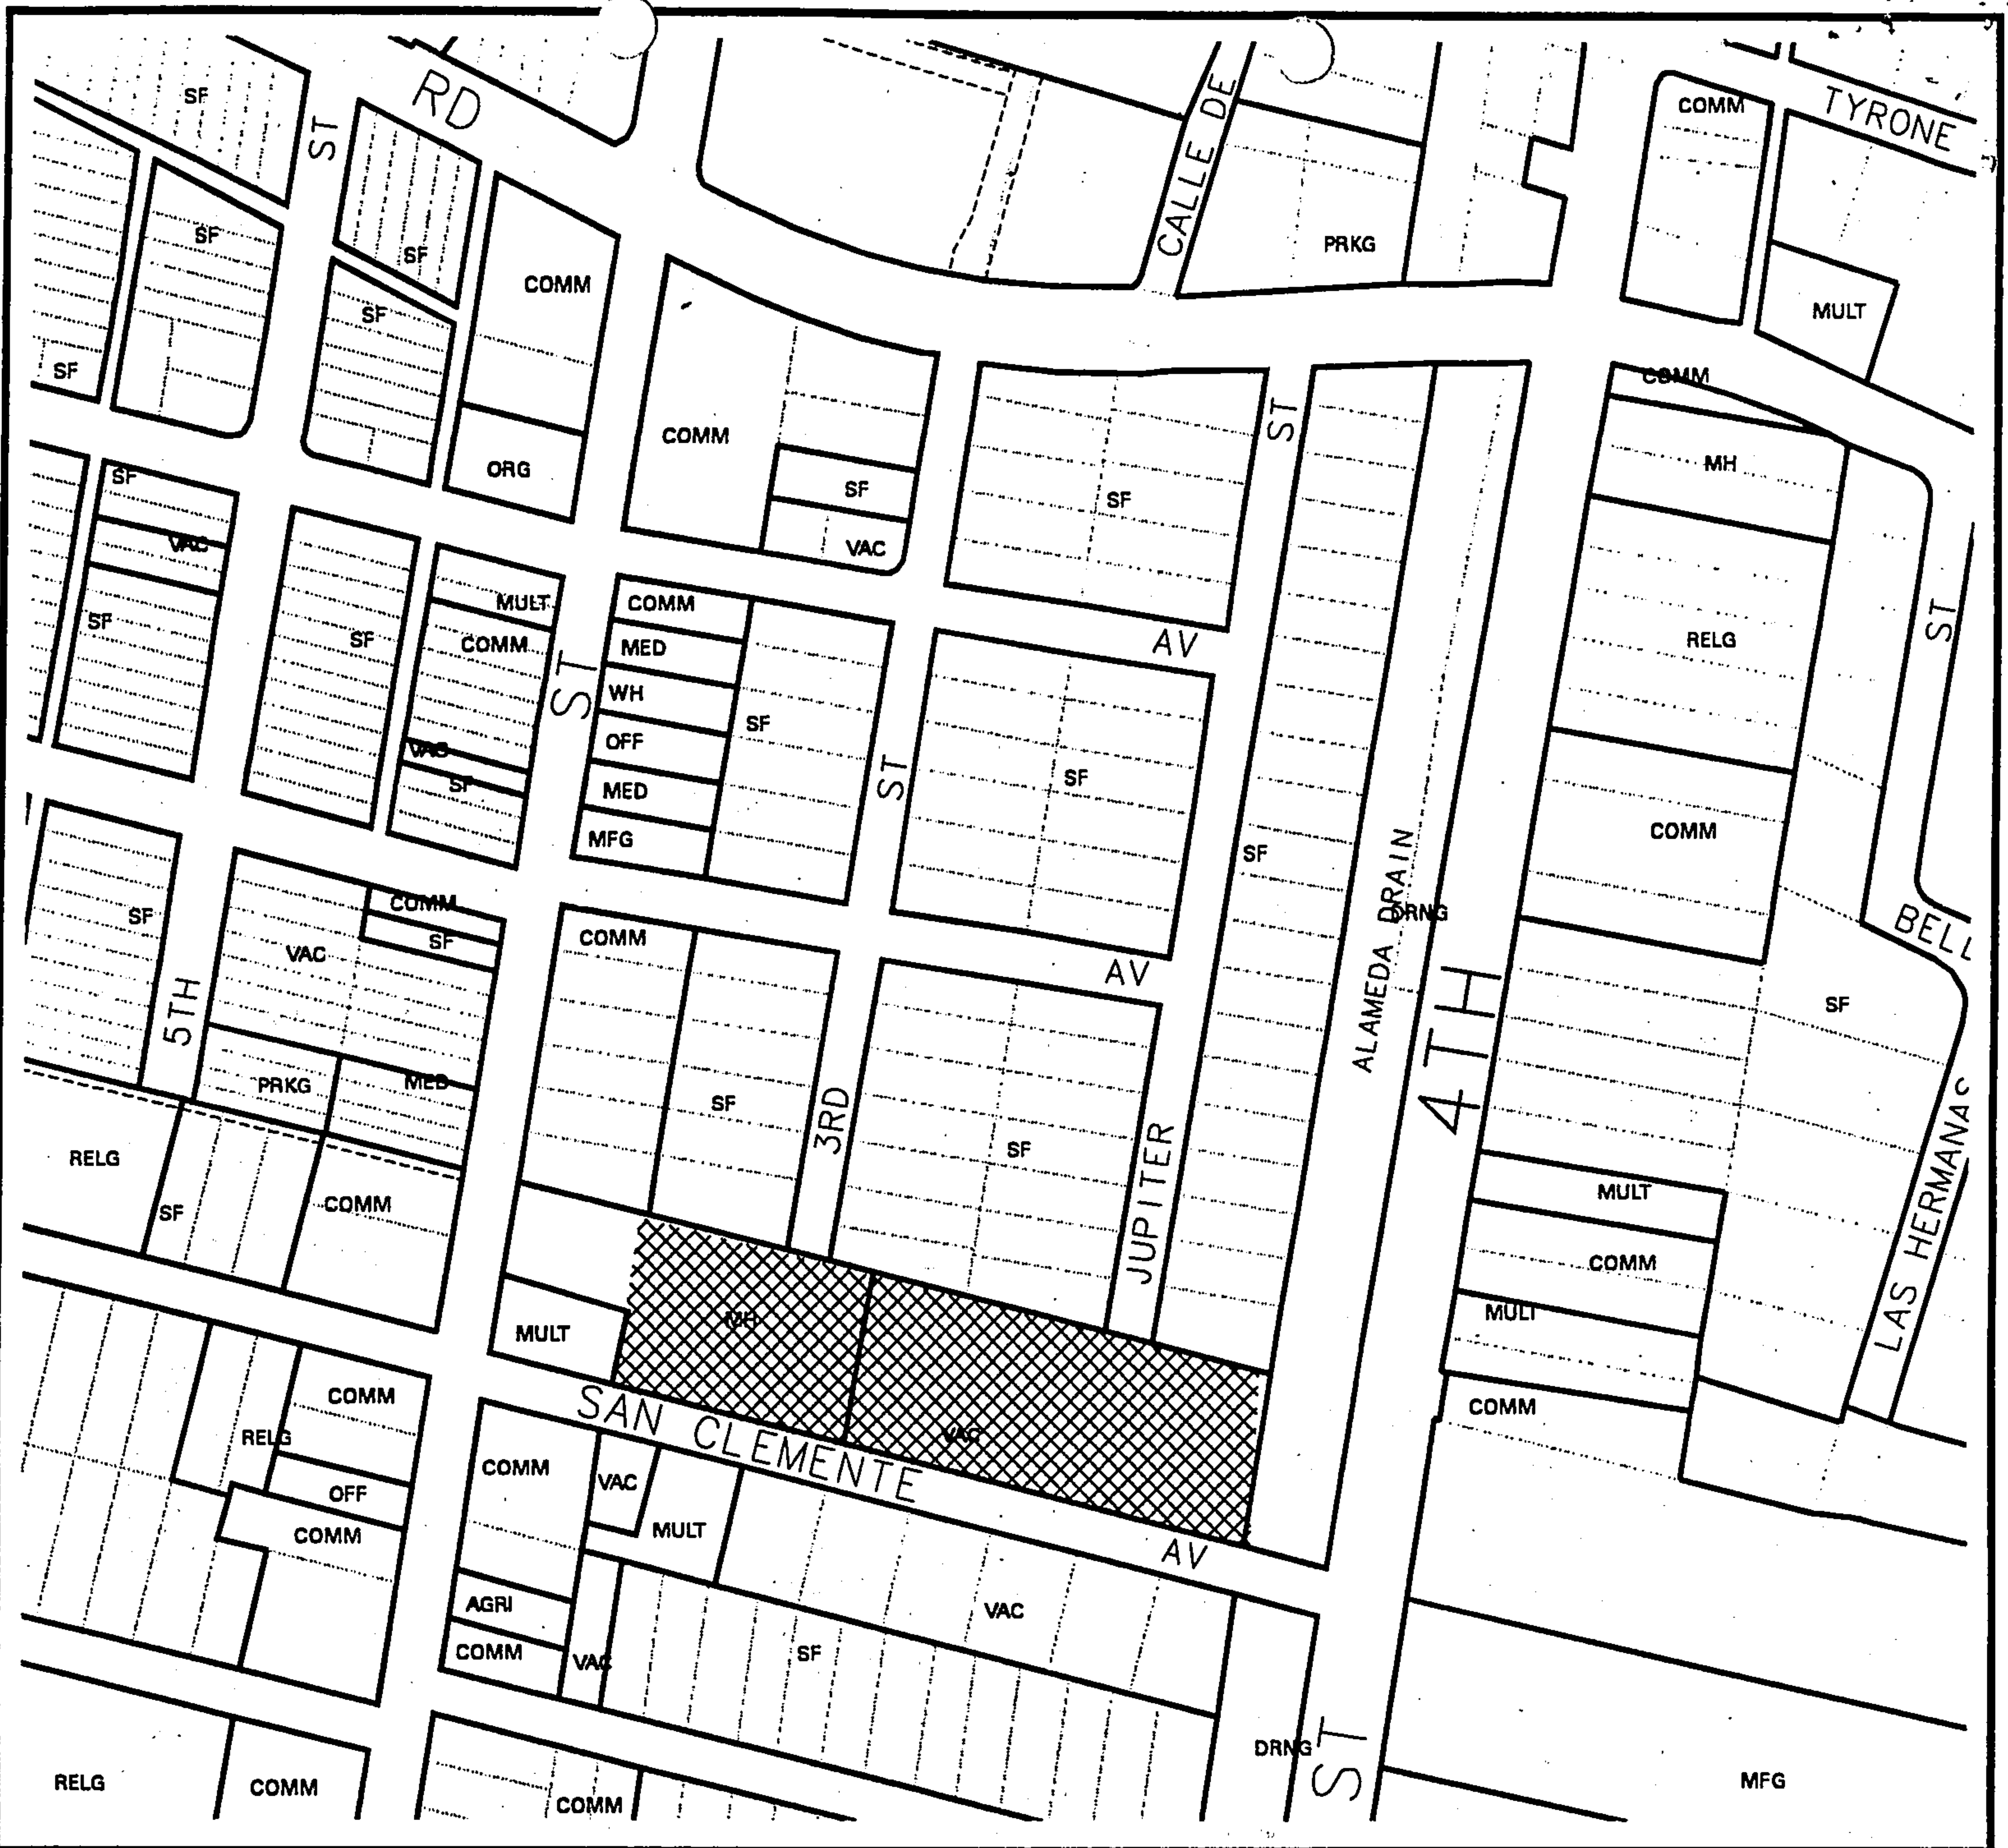 SF
ST
RD
CALLE DE
COMM
TYRONE
SF
SF
COMM
PRKG
MULT
SF
SF
COMM
ST
COMM
MH
ORG
SF
SF
SF
VAC
VAC
MULT
COMM
ST
SF
SF
COMM
MED
AV
RELG
ST
WH
SF
OFF
ST
SF
VAC
SF
MED
COMM
MFG
SF
ALAMEDA DRAIN
DRNG
COMM
SF
SF
COMM
BELL
VAC
AV
SF
5TH
4TH
PRKG
MED
SF
3RD
SF
JUPITER
RELG
SF
COMM
MULT
COMM
LAS HERMANAS
MH
MULT
MULT
COMM
SAN CLEMENTE
VAC
COMM
RELG
COMM
VAC
OFF
MULT
COMM
AV
AGRI
VAC
COMM
VAC
SF
DRNG
ST
RELG
COMM
COMM
MFG